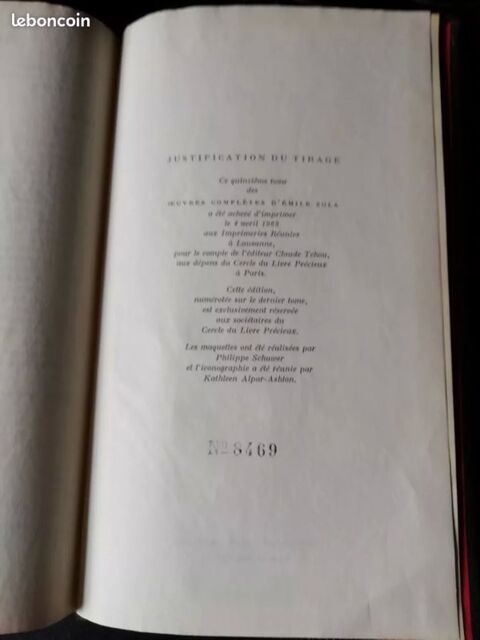 leboncoin
JUSTIFICATION DU TIRAGE
Ce quinzième tome
des
ŒUVRES COMPLÈTES D'ÉMILE ZOLA
a été achevé d'imprimer
le 4 avril 1969
aux Imprimeries Réunies
à Lausanne,
pour le compte de l'éditeur Claude Tchou,
aux dépens du Cercle du Livre Précieux
à Paris.
Cette édition,
numérotée sur le dernier tome,
est exclusivement réservée
aux sociétaires du
Cercle du Livre Précieux.
Les maquettes ont été réalisées par
Philippe Schuwer
et l'iconographie a été réunie par
Kathleen Alpar-Ashton.
No 8469